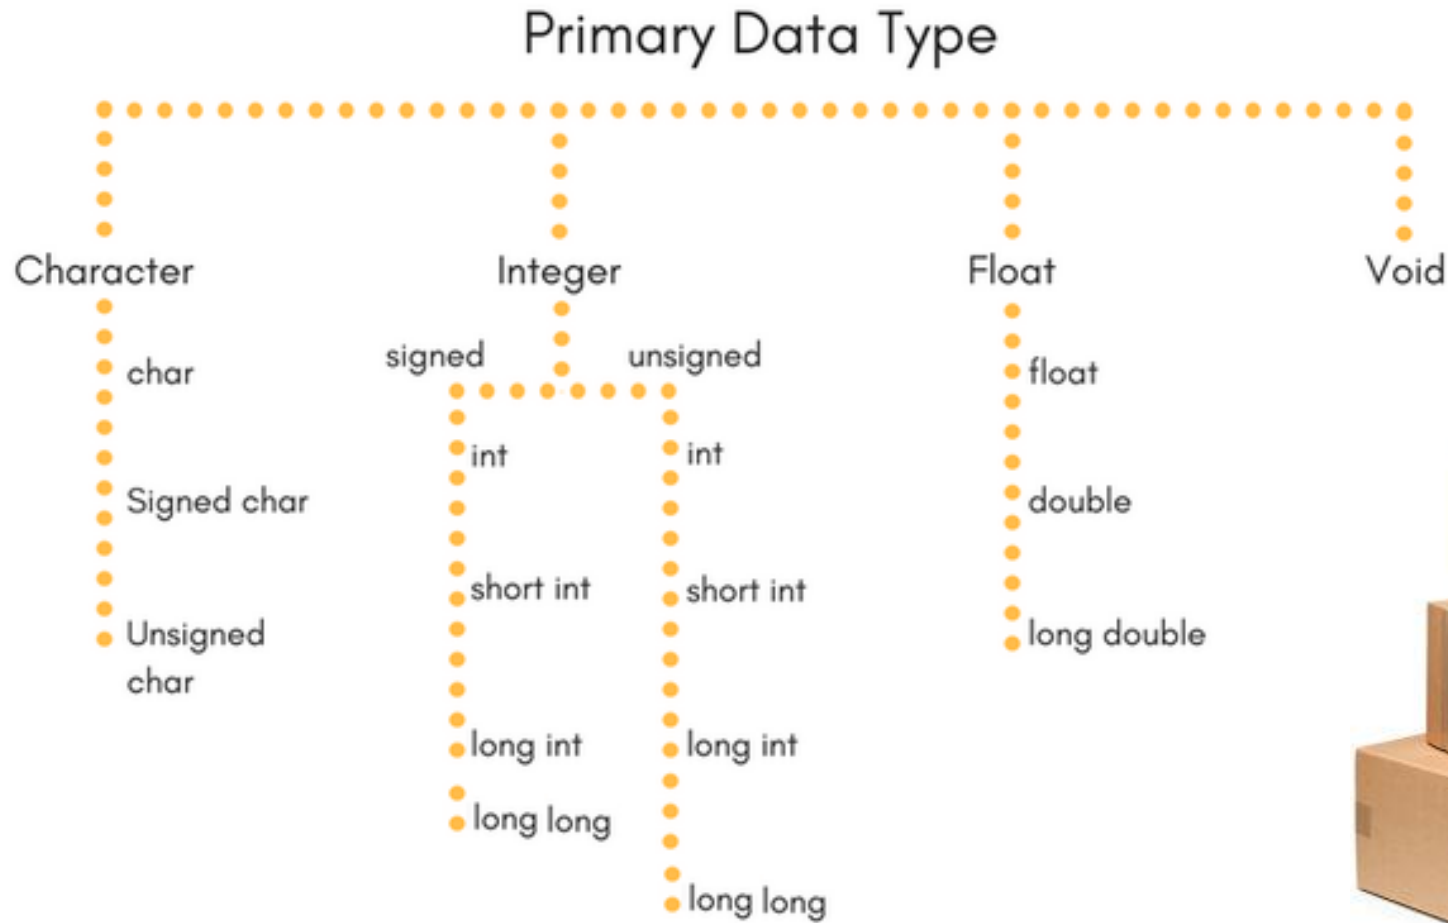 Primary Data Type
Character
Integer
Float
Void
char
Signed char
Unsigned
char
signed
int
short int
long int
long long
unsigned
int
short int
long int
long long
float
double
long double